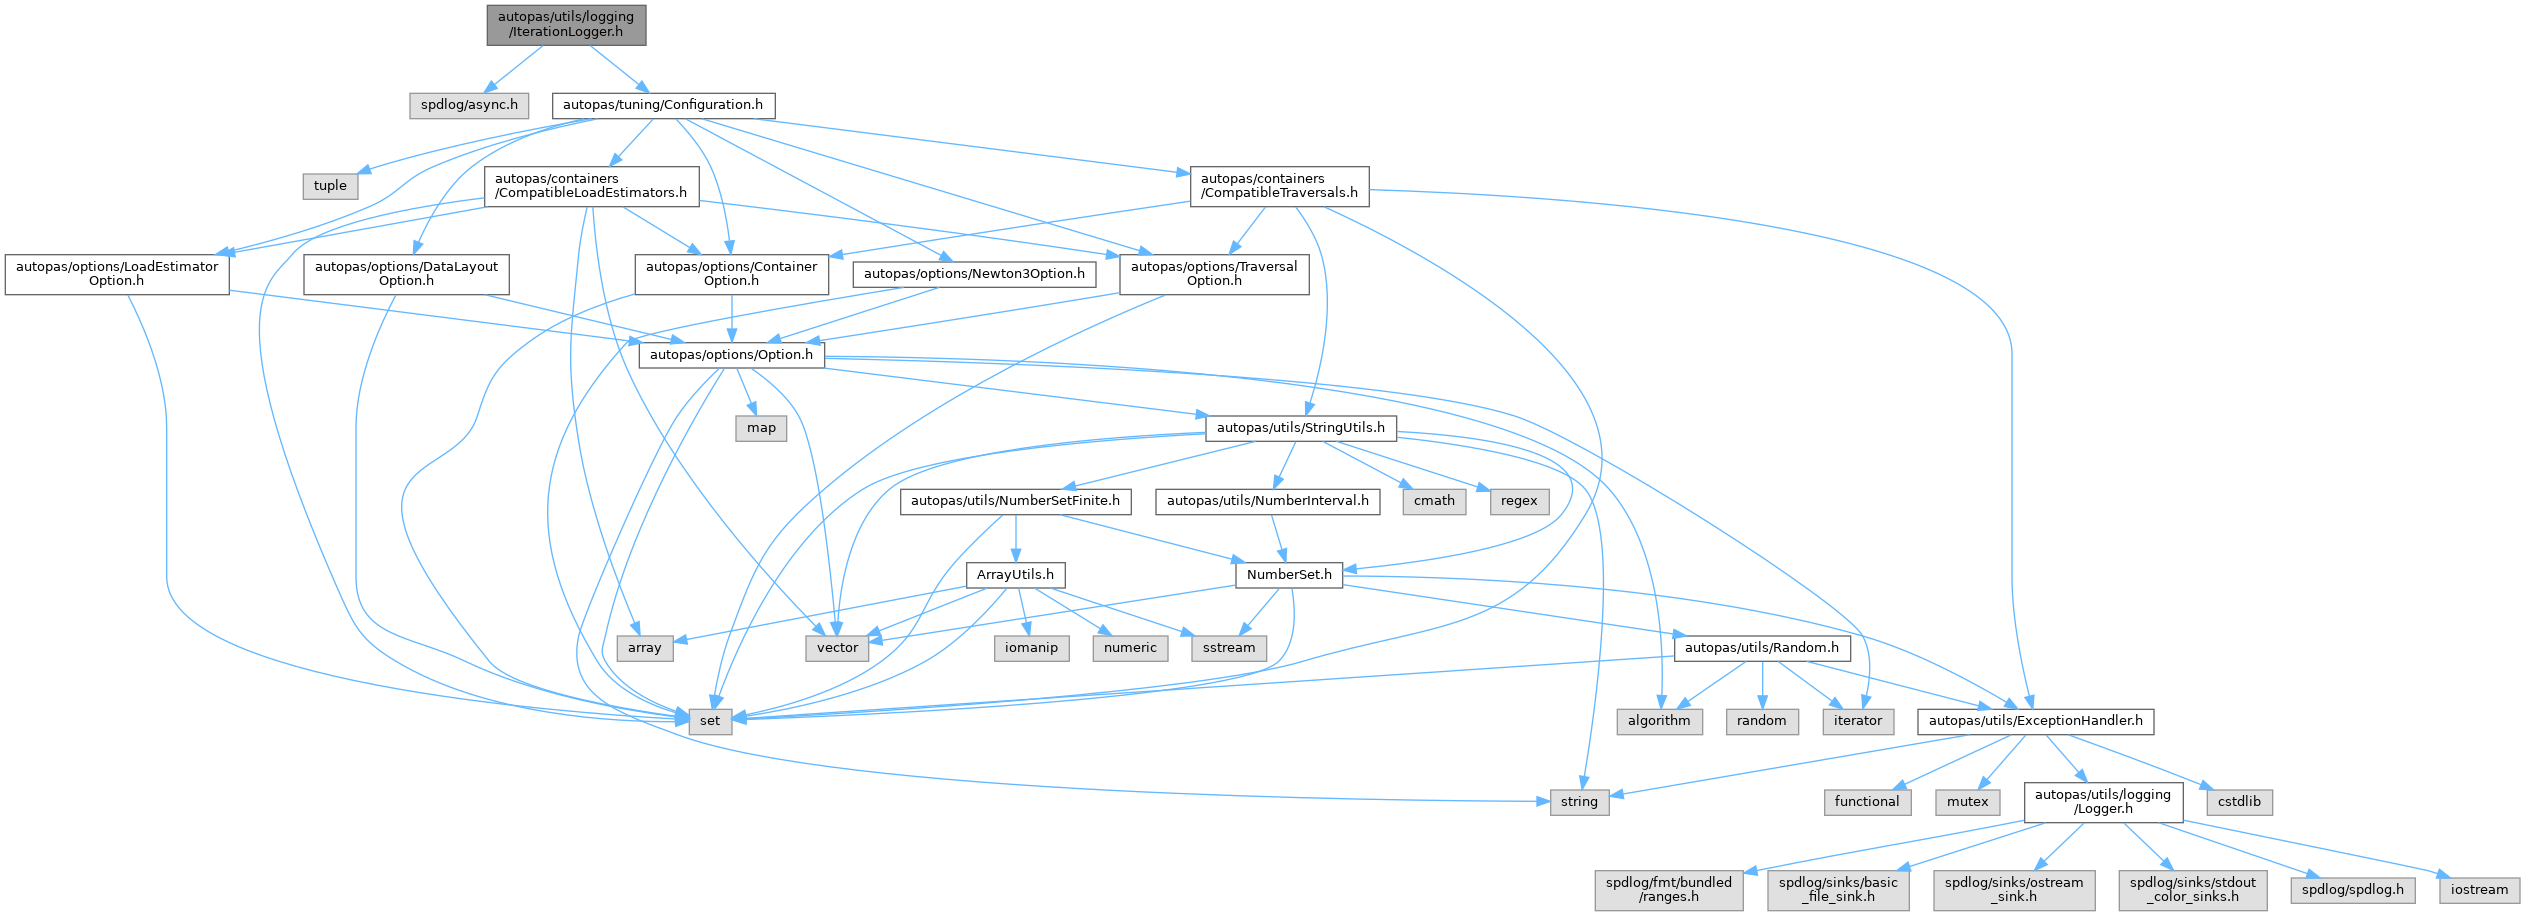 autopas/utils/logging
/IterationLogger.h
spdlog/async.h
autopas/tuning/Configuration.h
tuple
autopas/containers
/CompatibleLoadEstimators.h
autopas/containers
/CompatibleTraversals.h
autopas/options/LoadEstimator
Option.h
autopas/options/DataLayout
Option.h
autopas/options/Container
Option.h
autopas/options/Newton3Option.h
autopas/options/Traversal
Option.h
autopas/options/Option.h
map
autopas/utils/StringUtils.h
autopas/utils/NumberSetFinite.h
autopas/utils/NumberInterval.h
cmath
regex
ArrayUtils.h
NumberSet.h
array
vector
iomanip
numeric
sstream
autopas/utils/Random.h
set
algorithm
random
iterator
autopas/utils/ExceptionHandler.h
string
functional
mutex
autopas/utils/logging
/Logger.h
cstdlib
spdlog/fmt/bundled
/ranges.h
spdlog/sinks/basic
_file_sink.h
spdlog/sinks/ostream
_sink.h
spdlog/sinks/stdout
_color_sinks.h
spdlog/spdlog.h
iostream